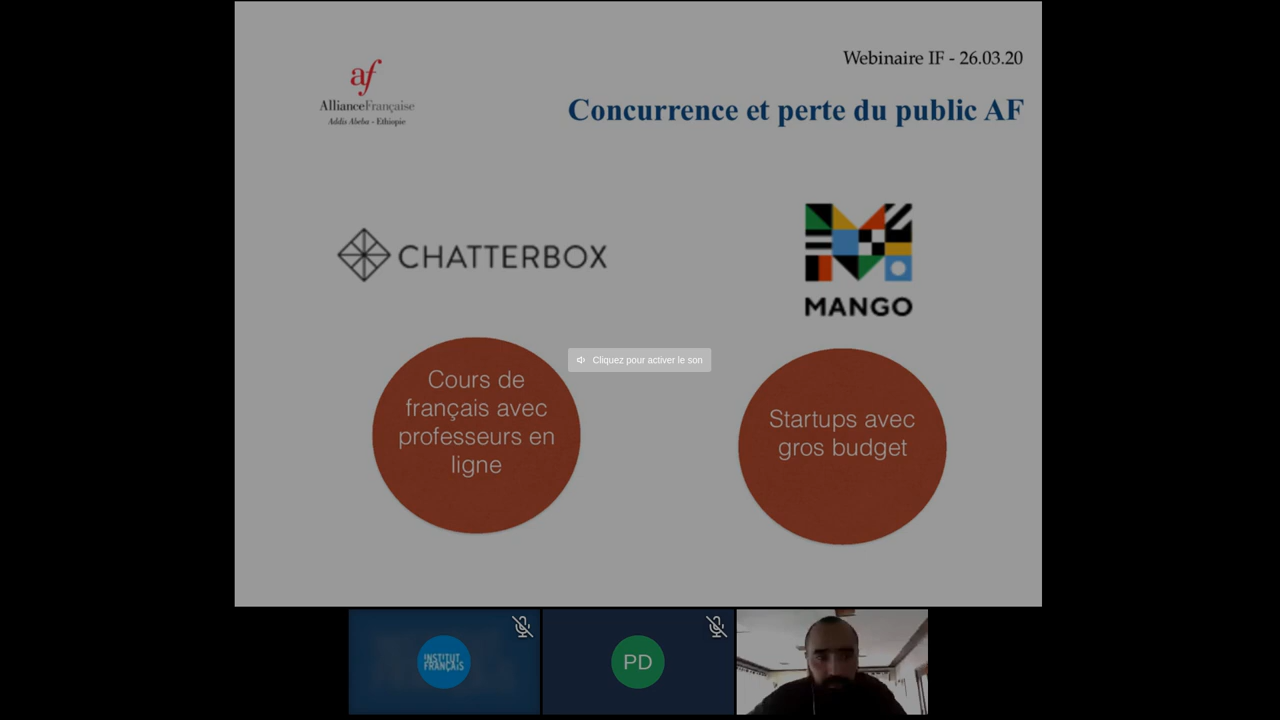 Webinaire IF - 26.03.20
af
AllianceFrançaise
Addis Abeba - Ethiopie
Concurrence et perte du public AF
CHATTERBOX
MANGO
Cliquez pour activer le son
Cours de
français avec
professeurs en
ligne
Startups avec
gros budget
INSTITUT
FRANÇAIS
PD